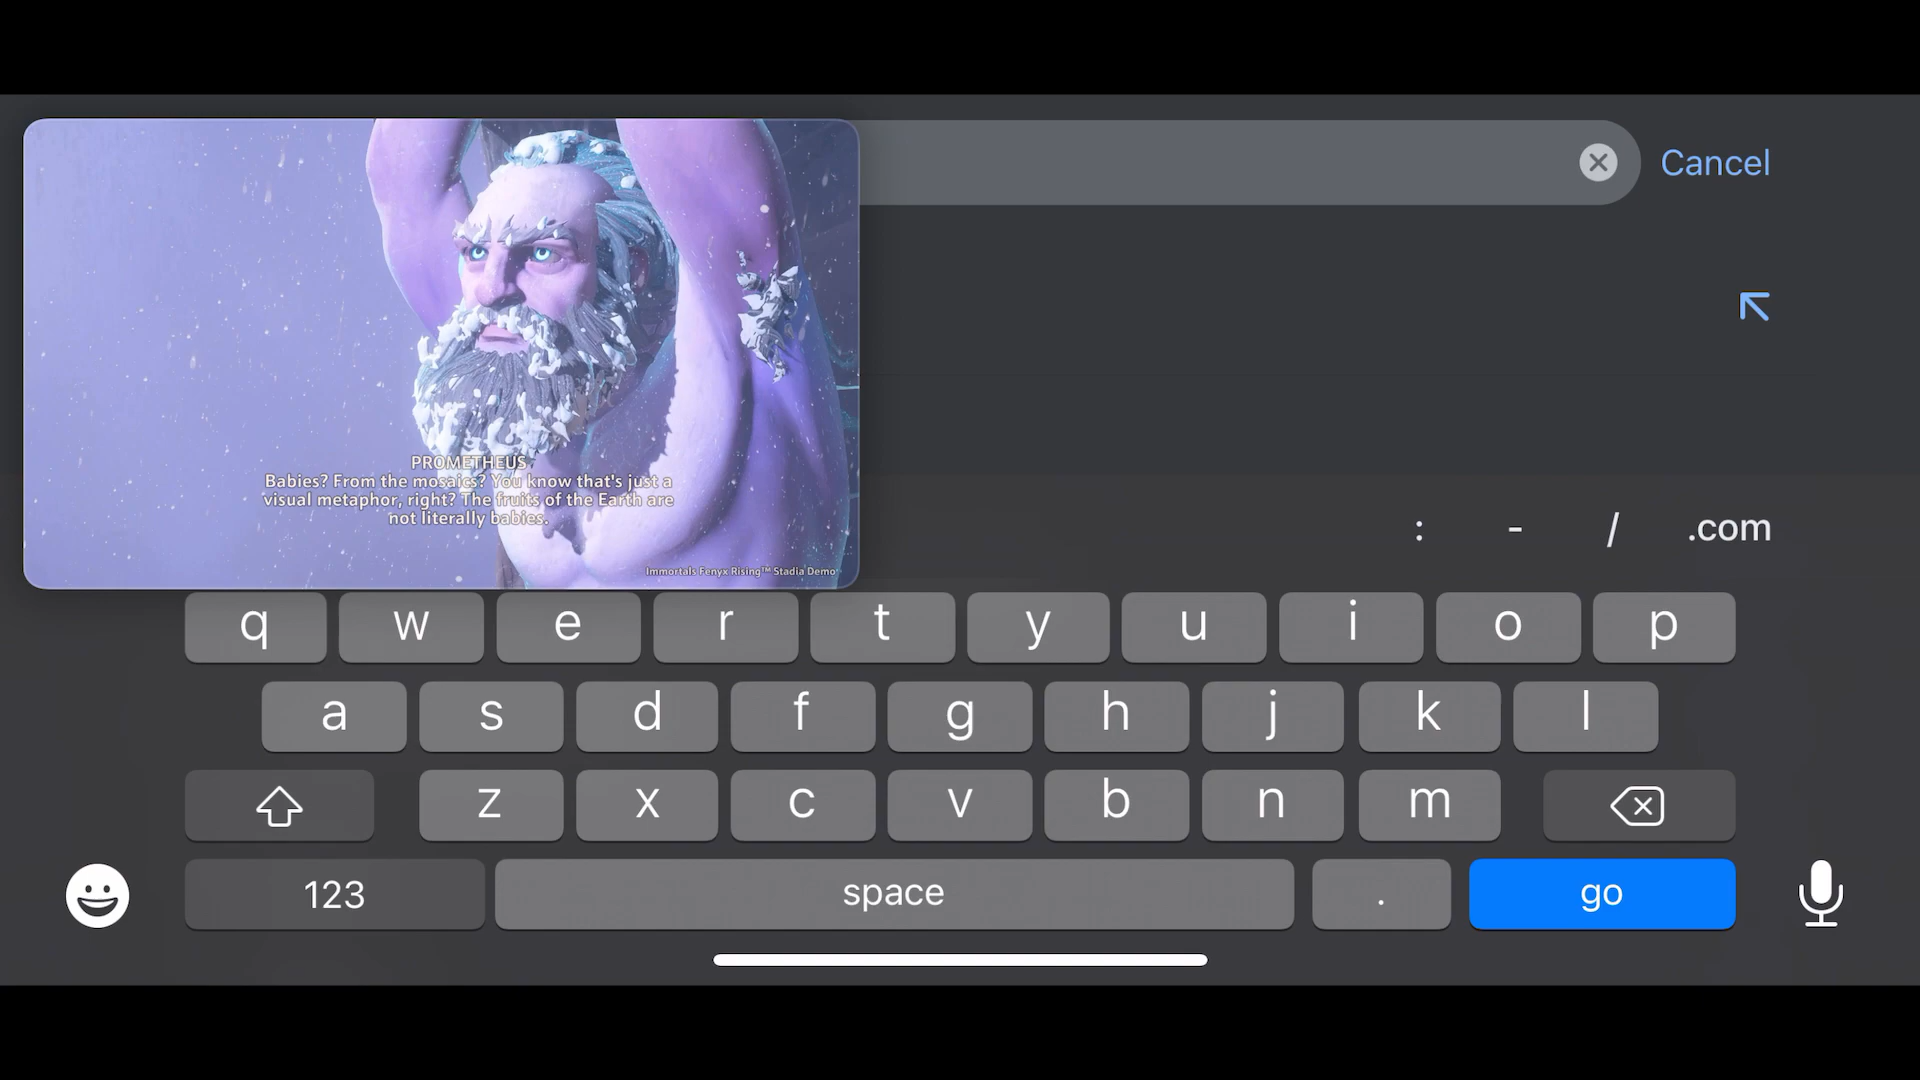 Cancel
PROMETHEUS
Babies? From the mosaics? You know that's just a
visual metaphor, right? The fruits of the Earth are
not literally babies.
Immortals Fenyx Rising™ Stadia Demo
: - / .com
q w e r t y u i o p
a s d f g h j k l
z x c v b n m
123 space . go